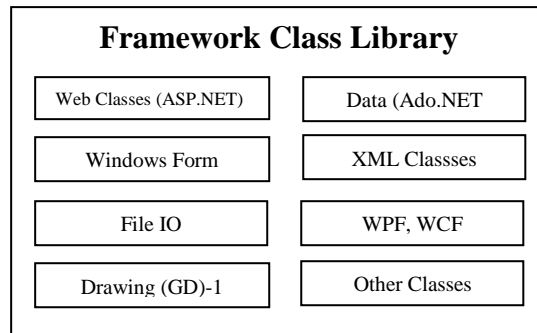 Framework Class Library
Web Classes (ASP.NET)
Data (Ado.NET
Windows Form
XML Classses
File IO
WPF, WCF
Drawing (GD)-1
Other Classes